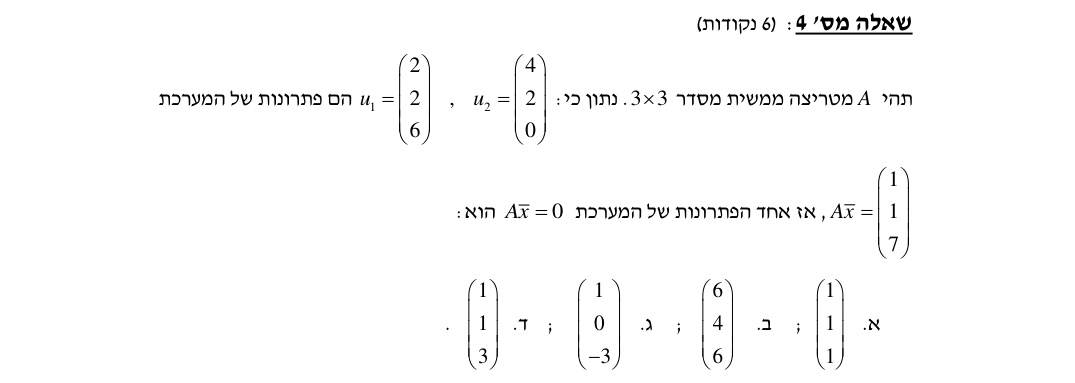 שאלה מס' 4 : (6 נקודות)
תהי A מטריצה ממשית מסדר 3×3 . נתון כי : u₂ = (4 2 0) , u₁ = (2 2 6) הם פתרונות של המערכת
Ax̅ = (1 1 7) , אז אחד הפתרונות של המערכת Ax̅ = 0 הוא :
א. (1 1 1) ; ב. (6 4 6) ; ג. (1 0 −3) ; ד. (1 1 3) .